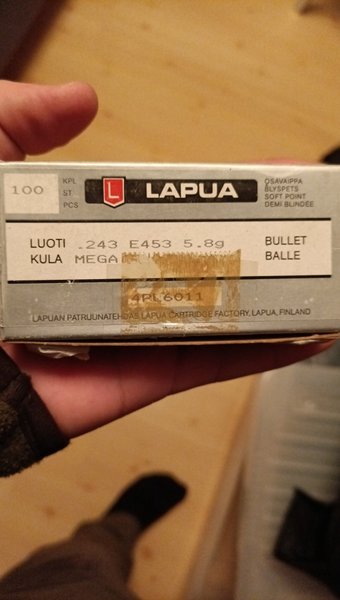 100
KPL
ST
PCS
L
LAPUA
OSAVAIPPA
BLYSPETS
SOFT POINT
DEMI BLINDEE
LUOTI .243 E453 5.8g BULLET
KULA MEGA BALLE
4PL6011
LAPUAN PATRUUNATEHDAS LAPUA CARTRIDGE FACTORY, LAPUA, FINLAND